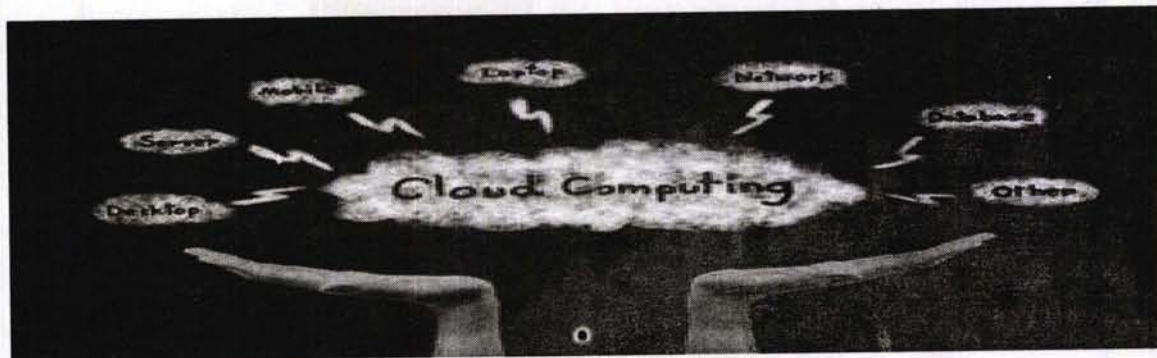 Laptop
Network
Mobile
Database
Server
Cloud Computing
Desktop
Other